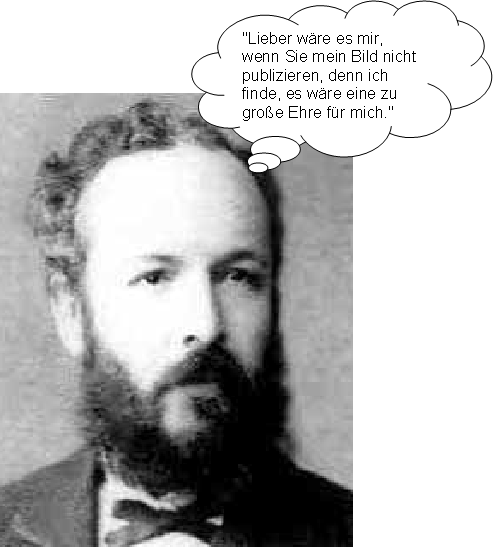 "Lieber wäre es mir,
wenn Sie mein Bild nicht
publizieren, denn ich
finde, es wäre eine zu
große Ehre für mich."